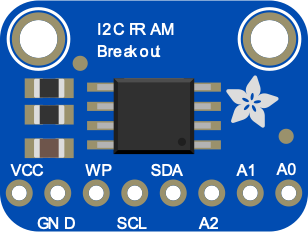 I2C FRAM
Breakout
VCC WP SDA A1 A0
GND SCL A2